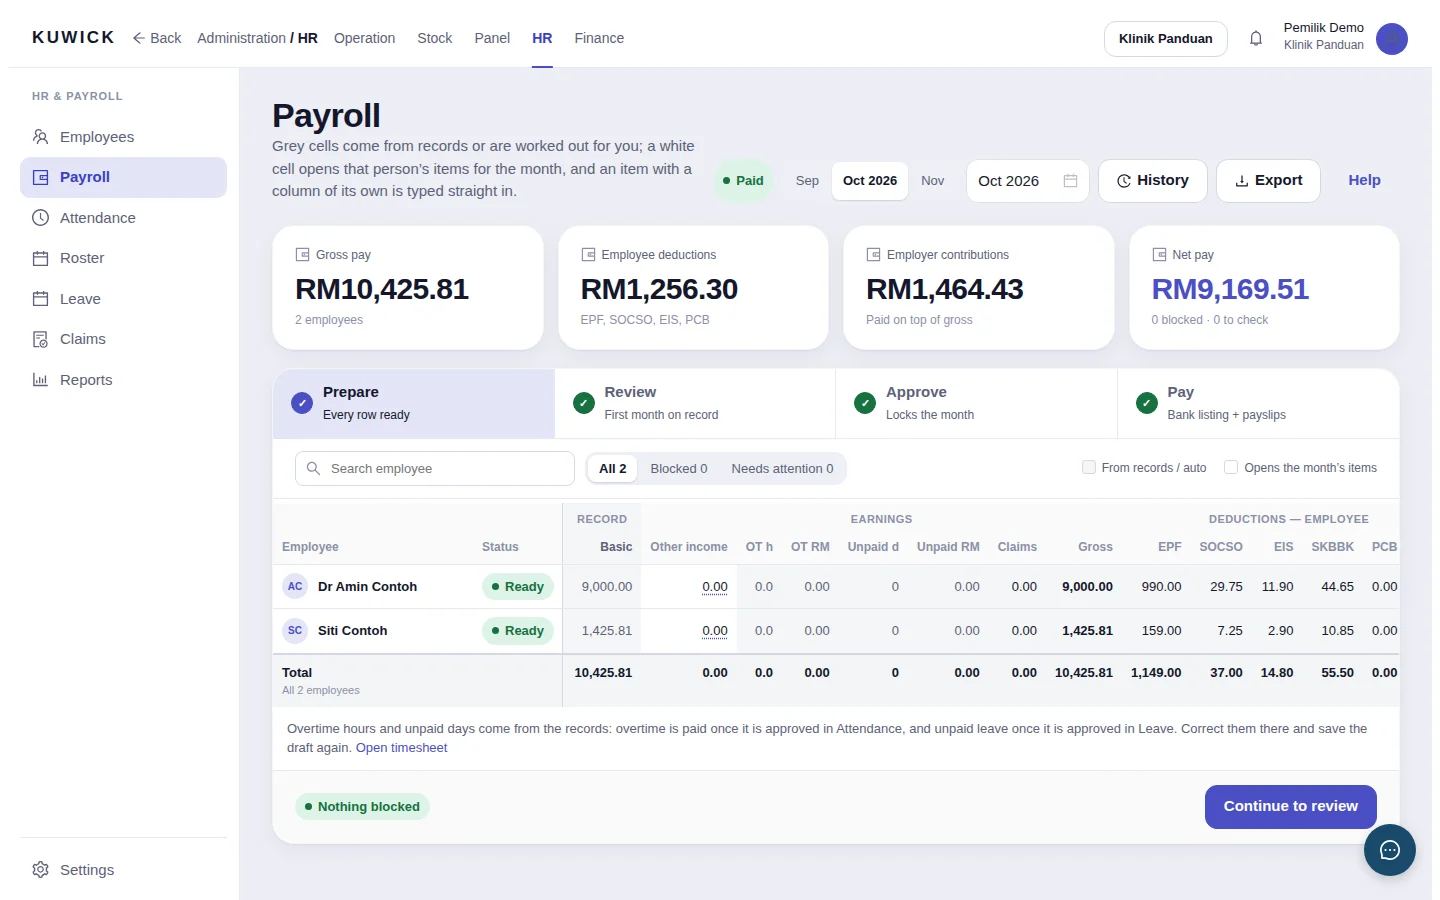 KUWICK
Back
Administration / HR
Operation
Stock
Panel
HR
Finance
Klinik Panduan
Pemilik Demo
Klinik Panduan
HR & PAYROLL
Employees
Payroll
Attendance
Roster
Leave
Claims
Reports
Settings
Payroll
Grey cells come from records or are worked out for you; a white
cell opens that person's items for the month, and an item with a
column of its own is typed straight in.
Paid
Sep
Oct 2026
Nov
Oct 2026
History
Export
Help
Gross pay
RM10,425.81
2 employees
Employee deductions
RM1,256.30
EPF, SOCSO, EIS, PCB
Employer contributions
RM1,464.43
Paid on top of gross
Net pay
RM9,169.51
0 blocked · 0 to check
Prepare
Every row ready
Review
First month on record
Approve
Locks the month
Pay
Bank listing + payslips
Search employee
All 2
Blocked 0
Needs attention 0
From records / auto
Opens the month's items
RECORD EARNINGS DEDUCTIONS — EMPLOYEE
Employee Status Basic Other income OT h OT RM Unpaid d Unpaid RM Claims Gross EPF SOCSO EIS SKBBK PCB
AC Dr Amin Contoh Ready 9,000.00 0.00 0.0 0.00 0 0.00 0.00 9,000.00 990.00 29.75 11.90 44.65 0.00
SC Siti Contoh Ready 1,425.81 0.00 0.0 0.00 0 0.00 0.00 1,425.81 159.00 7.25 2.90 10.85 0.00
Total 10,425.81 0.00 0.0 0.00 0 0.00 0.00 10,425.81 1,149.00 37.00 14.80 55.50 0.00
All 2 employees
Overtime hours and unpaid days come from the records: overtime is paid once it is approved in Attendance, and unpaid leave once it is approved in Leave. Correct them there and save the
draft again. Open timesheet
Nothing blocked
Continue to review